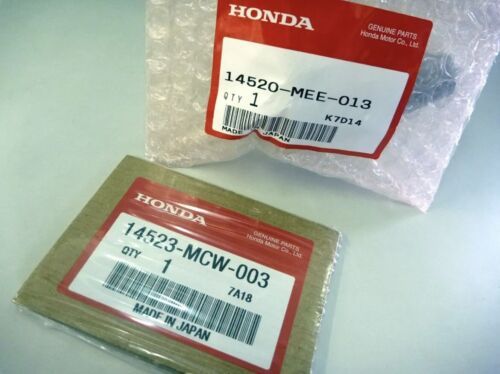 HONDA
GENUINE PARTS
Honda Motor Co., Ltd.
14520-MEE-013
QTY 1
K7D14
MADE IN JAPAN
HONDA
GENUINE PARTS
Honda Motor Co., Ltd.
14523-MCW-003
QTY 1
7A18
MADE IN JAPAN